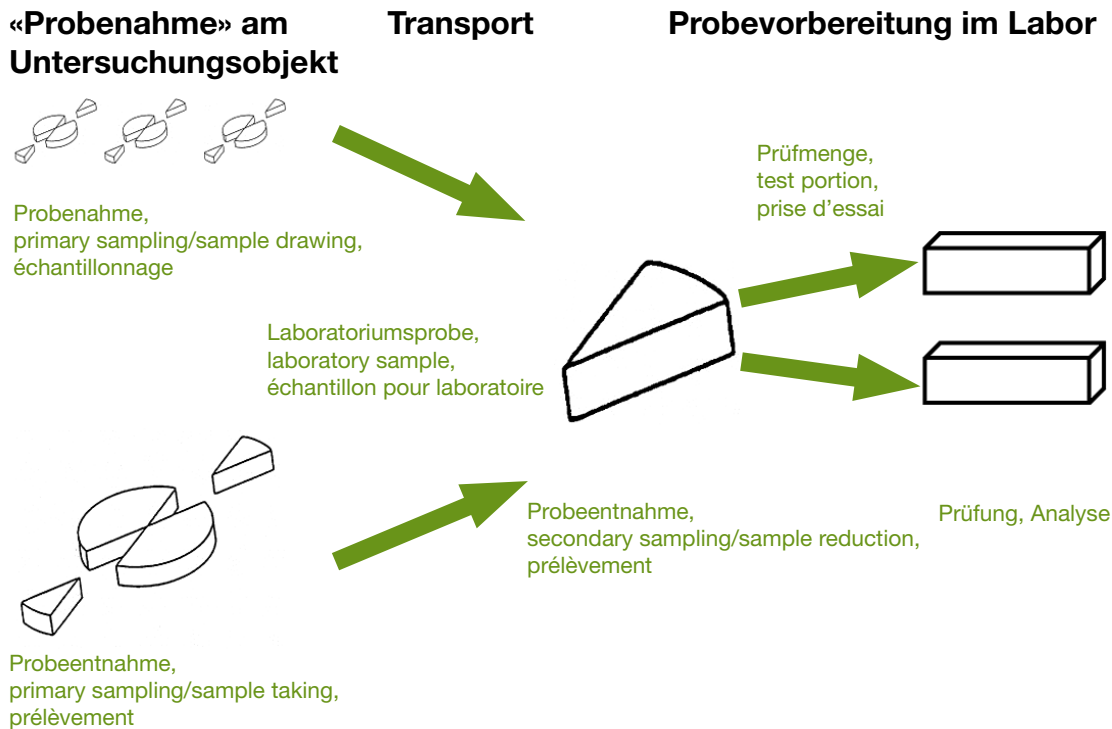 «Probenahme» am
Untersuchungsobjekt
Transport
Probevorbereitung im Labor
Probenahme,
primary sampling/sample drawing,
échantillonnage
Prüfmenge,
test portion,
prise d’essai
Laboratoriumsprobe,
laboratory sample,
échantillon pour laboratoire
Probeentnahme,
secondary sampling/sample reduction,
prélèvement
Prüfung, Analyse
Probeentnahme,
primary sampling/sample taking,
prélèvement